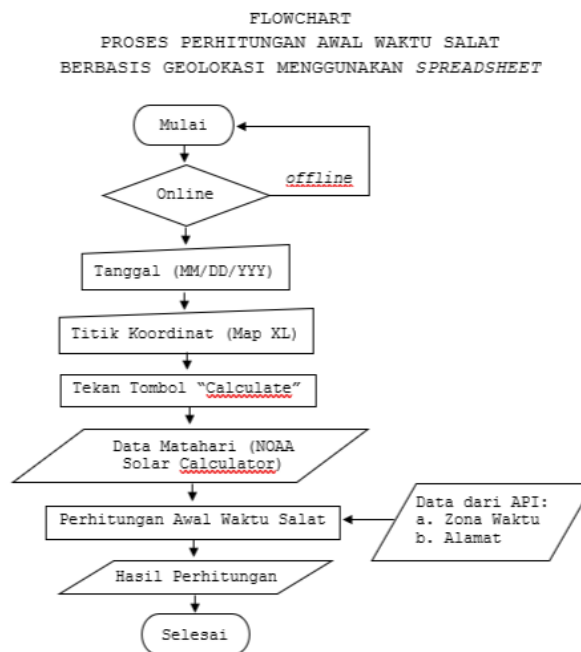 FLOWCHART
PROSES PERHITUNGAN AWAL WAKTU SALAT
BERBASIS GEOLOKASI MENGGUNAKAN SPREADSHEET
Mulai
offline
Online
Tanggal (MM/DD/YYY)
Titik Koordinat (Map XL)
Tekan Tombol “Calculate”
Data Matahari (NOAA
Solar Calculator)
Data dari API:
a. Zona Waktu
b. Alamat
Perhitungan Awal Waktu Salat
Hasil Perhitungan
Selesai